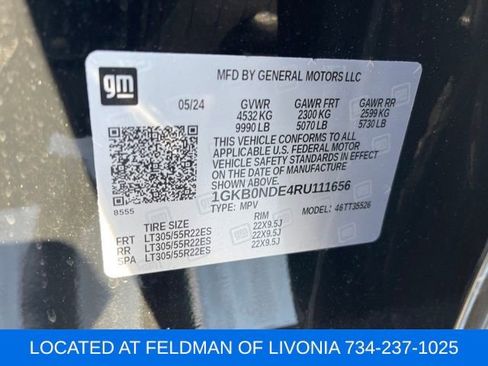 gm
MFD BY GENERAL MOTORS LLC
05/24 GVWR GAWR FRT GAWR RR
4532 KG 2300 KG 2599 KG
9990 LB 5070 LB 5730 LB
THIS VEHICLE CONFORMS TO ALL
APPLICABLE U.S. FEDERAL MOTOR
VEHICLE SAFETY STANDARDS IN EFFECT ON
THE DATE OF MANUFACTURE SHOWN ABOVE.
1GKB0NDE4RU111656
8555 TYPE: MPV MODEL: 46TT35526
TIRE SIZE RIM
FRT LT305/55R22ES 22X9.5J
RR LT305/55R22ES 22X9.5J
SPA LT305/55R22ES 22X9.5J
LOCATED AT FELDMAN OF LIVONIA 734-237-1025